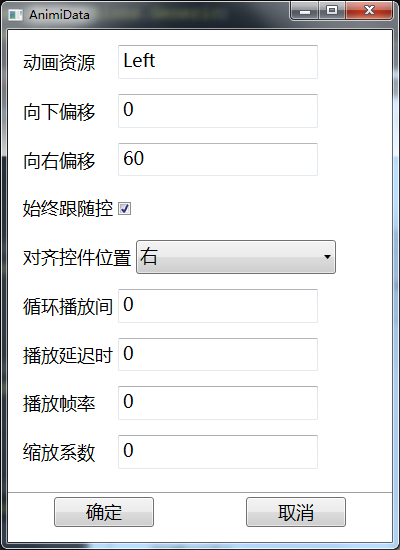 AnimiData
动画资源 Left
向下偏移 0
向右偏移 60
始终跟随控
对齐控件位置 右
循环播放间 0
播放延迟时 0
播放帧率 0
缩放系数 0
确定 取消